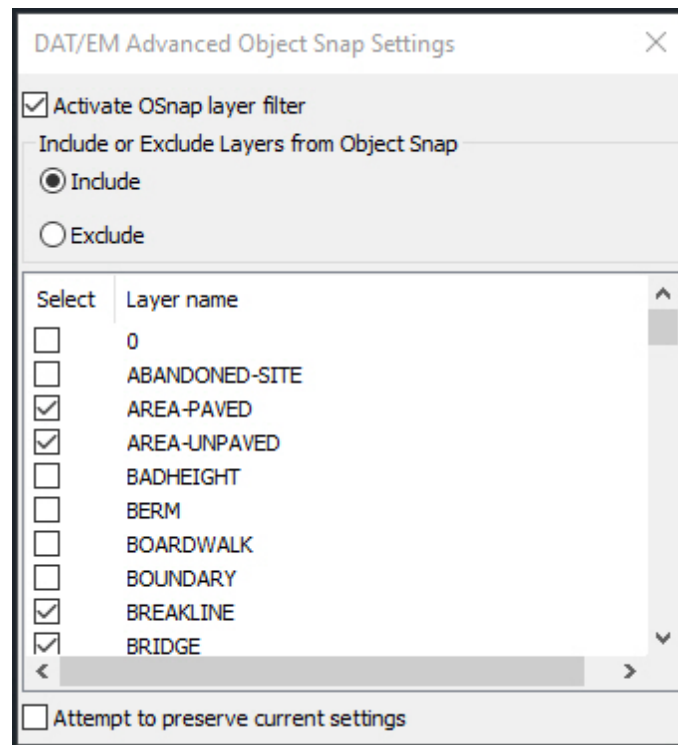 DAT/EM Advanced Object Snap Settings
Activate OSnap layer filter
Include or Exclude Layers from Object Snap
Include
Exclude
Select Layer name
0
ABANDONED-SITE
AREA-PAVED
AREA-UNPAVED
BADHEIGHT
BERM
BOARDWALK
BOUNDARY
BREAKLINE
BRIDGE
Attempt to preserve current settings